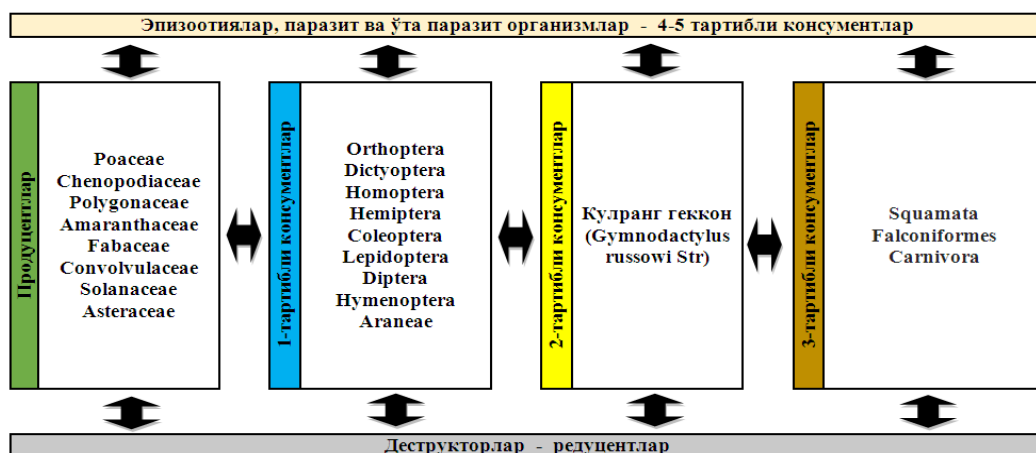 Эпизоотиялар, паразит ва ўта паразит организмлар - 4-5 тартибли консументлар
Продуцентлар
Poaceae
Chenopodiaceae
Polygonaceae
Amaranthaceae
Fabaceae
Convolvulaceae
Solanaceae
Asteraceae
1-тартибли консументлар
Orthoptera
Dictyoptera
Homoptera
Hemiptera
Coleoptera
Lepidoptera
Diptera
Hymenoptera
Araneae
2-тартибли консументлар
Кулранг геккон
(Gymnodactylus
russowi Str)
3-тартибли консументлар
Squamata
Falconiformes
Carnivora
Деструкторлар - редуцентлар